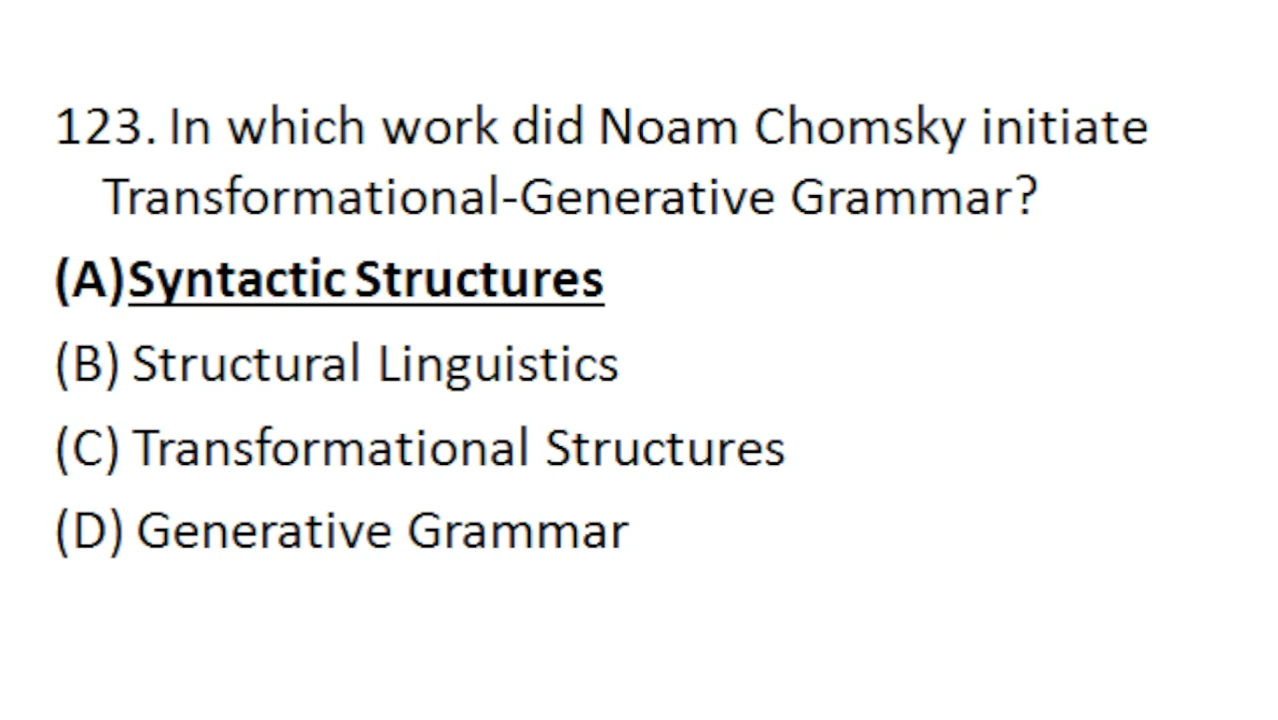 123. In which work did Noam Chomsky initiate
Transformational-Generative Grammar?
(A)Syntactic Structures
(B) Structural Linguistics
(C) Transformational Structures
(D) Generative Grammar